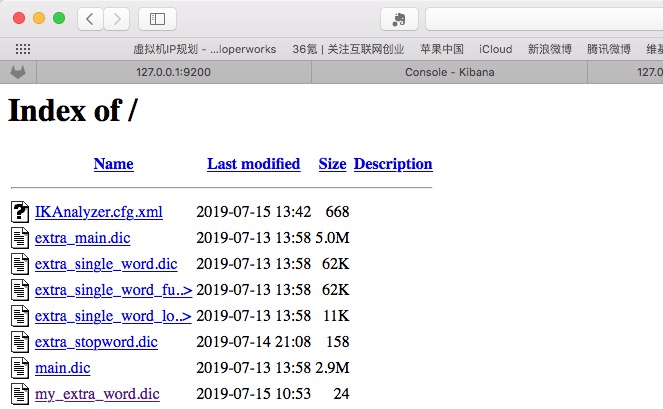 虚拟机IP规划 - ...loperworks 36氪 | 关注互联网创业 苹果中国 iCloud 新浪微博 腾讯微博 维基
127.0.0.1:9200 Console - Kibana 127.0
Index of /
Name Last modified Size Description
IKAnalyzer.cfg.xml 2019-07-15 13:42 668
extra_main.dic 2019-07-13 13:58 5.0M
extra_single_word.dic 2019-07-13 13:58 62K
extra_single_word_fu..> 2019-07-13 13:58 62K
extra_single_word_lo..> 2019-07-13 13:58 11K
extra_stopword.dic 2019-07-14 21:08 158
main.dic 2019-07-13 13:58 2.9M
my_extra_word.dic 2019-07-15 10:53 24